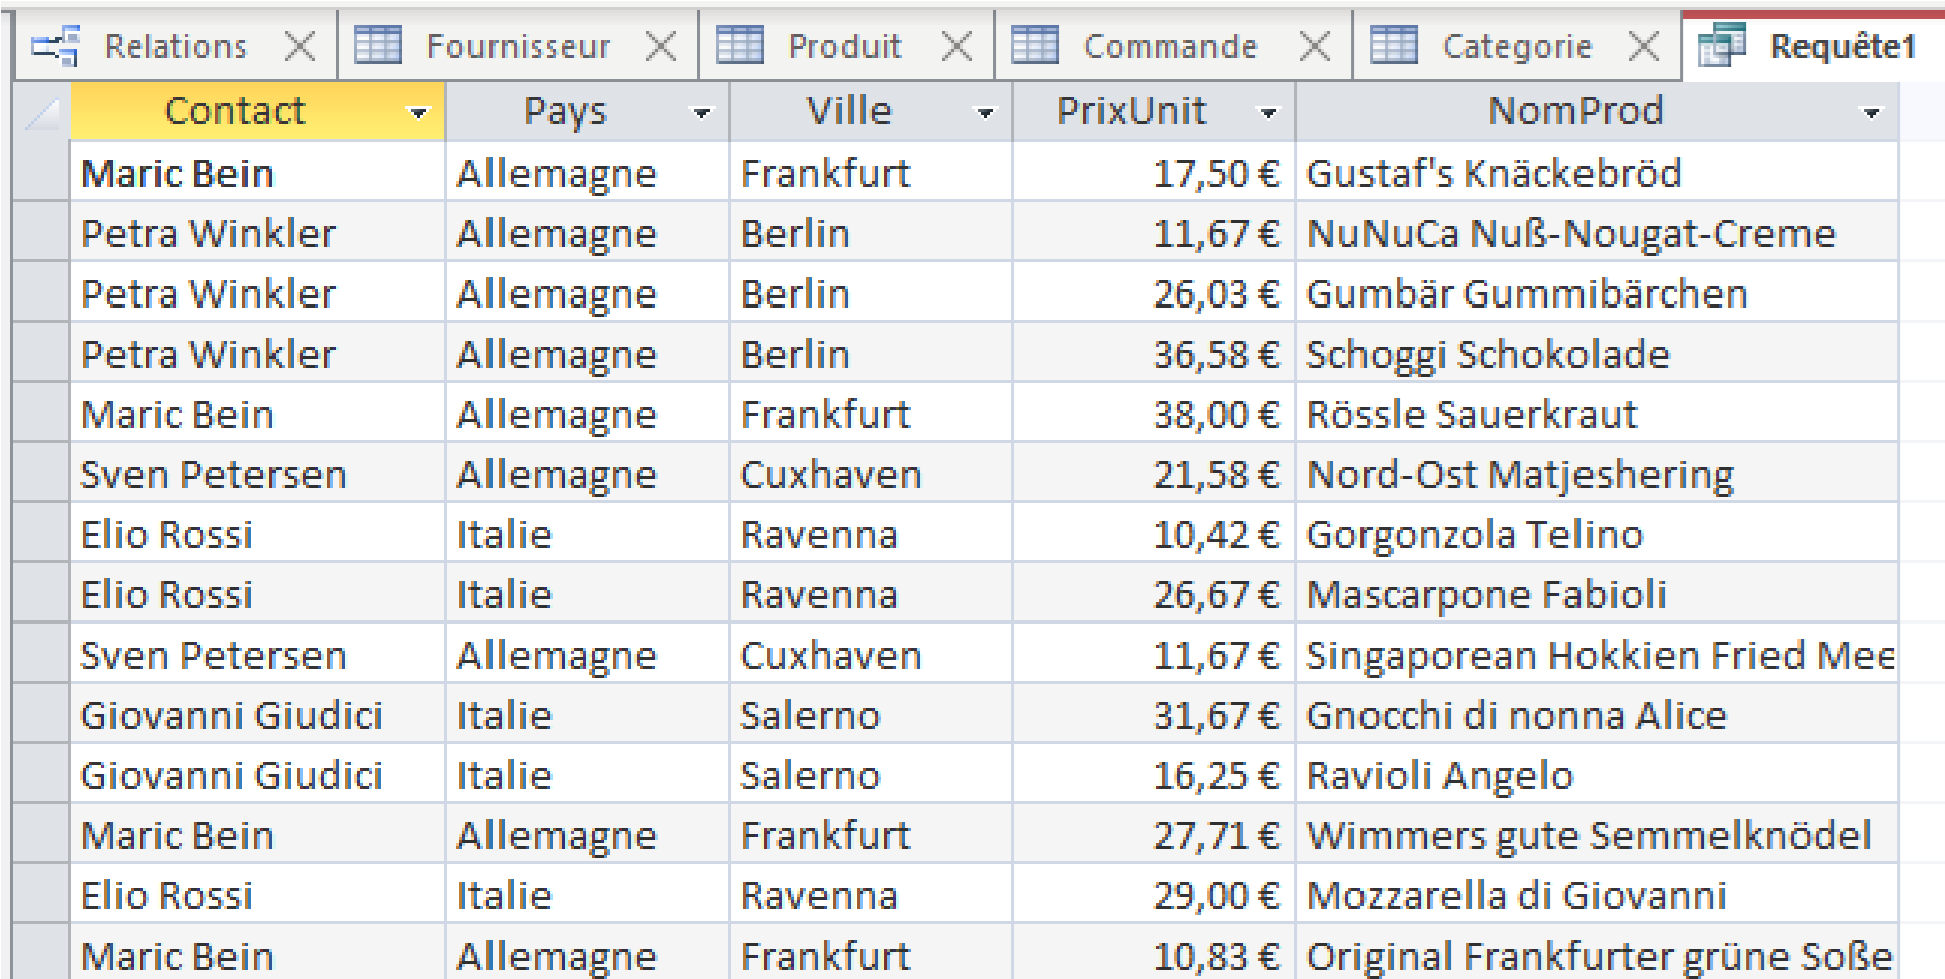 Relations Fournisseur Produit Commande Categorie Requête1
Contact Pays Ville PrixUnit NomProd
Maric Bein Allemagne Frankfurt 17,50 € Gustaf's Knäckebröd
Petra Winkler Allemagne Berlin 11,67 € NuNuCa Nuß-Nougat-Creme
Petra Winkler Allemagne Berlin 26,03 € Gumbär Gummibärchen
Petra Winkler Allemagne Berlin 36,58 € Schoggi Schokolade
Maric Bein Allemagne Frankfurt 38,00 € Rössle Sauerkraut
Sven Petersen Allemagne Cuxhaven 21,58 € Nord-Ost Matjeshering
Elio Rossi Italie Ravenna 10,42 € Gorgonzola Telino
Elio Rossi Italie Ravenna 26,67 € Mascarpone Fabioli
Sven Petersen Allemagne Cuxhaven 11,67 € Singaporean Hokkien Fried Mee
Giovanni Giudici Italie Salerno 31,67 € Gnocchi di nonna Alice
Giovanni Giudici Italie Salerno 16,25 € Ravioli Angelo
Maric Bein Allemagne Frankfurt 27,71 € Wimmers gute Semmelknödel
Elio Rossi Italie Ravenna 29,00 € Mozzarella di Giovanni
Maric Bein Allemagne Frankfurt 10,83 € Original Frankfurter grüne Soße